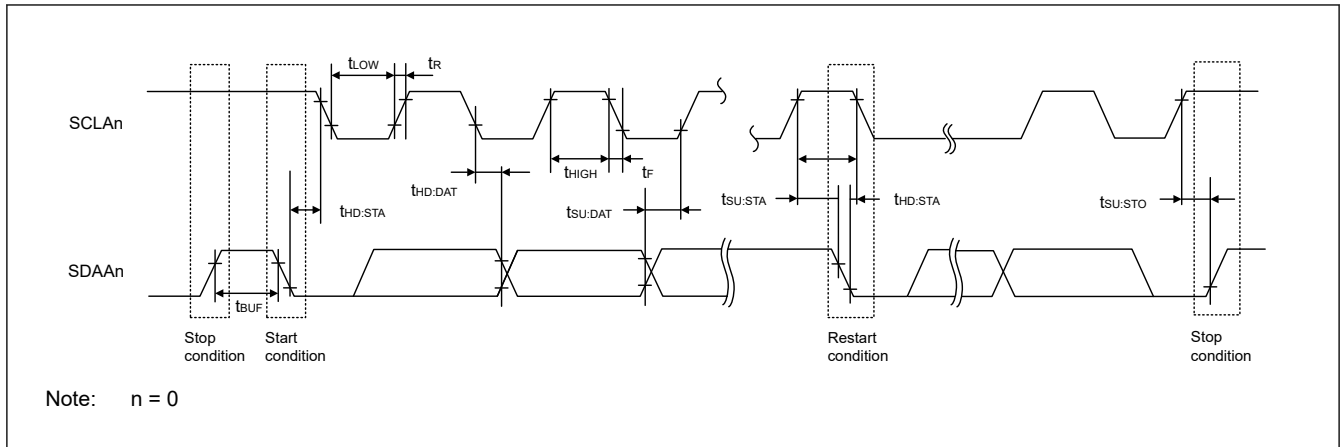 tLOW
tR
SCLAn
tHD:DAT
tHIGH
tF
tHD:STA
tSU:DAT
tSU:STA
tHD:STA
tSU:STO
SDAAn
tBUF
Stop
condition
Start
condition
Restart
condition
Stop
condition
Note: n = 0